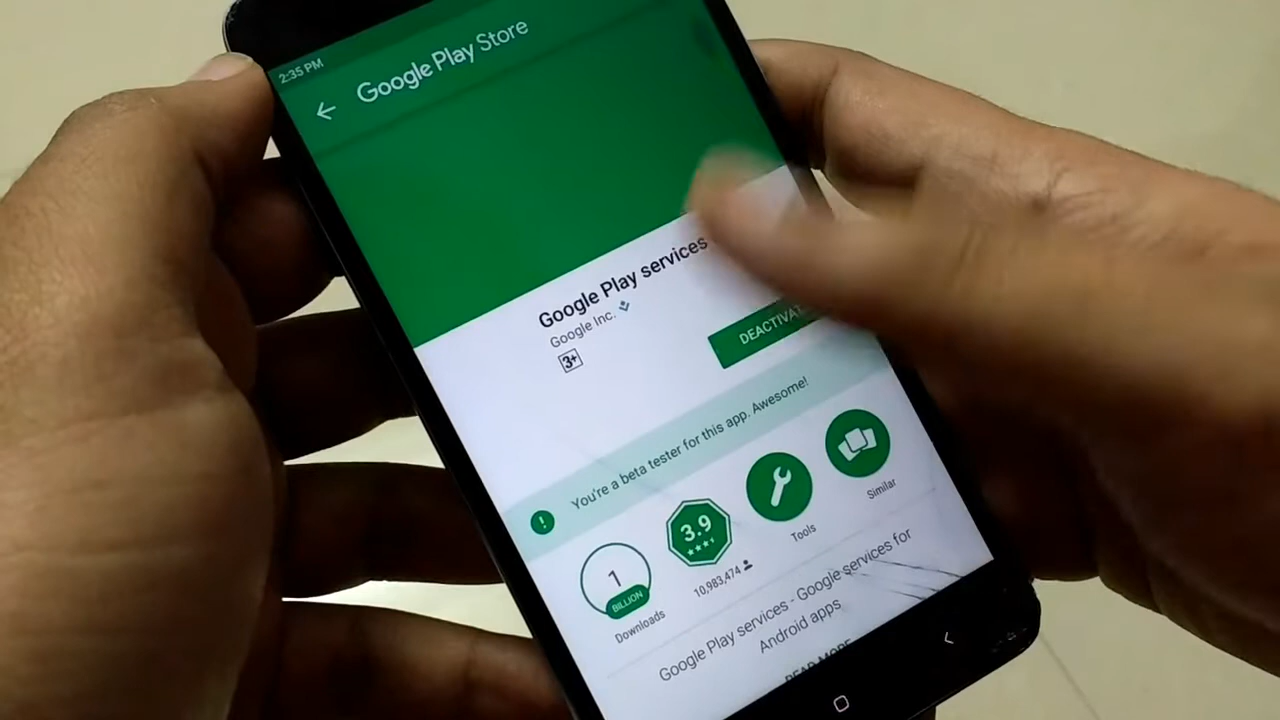 2:35 PM
Google Play Store
Google Play services
Google Inc.
3+
DEACTIVATE
You're a beta tester for this app. Awesome!
1
BILLION
Downloads
3.9
10,983,474
Tools
Similar
Google Play services - Google services for
Android apps
READ MORE